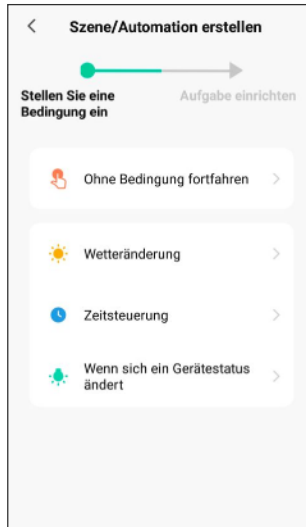 Szene/Automation erstellen
Stellen Sie eine
Bedingung ein
Aufgabe einrichten
Ohne Bedingung fortfahren
Wetteränderung
Zeitsteuerung
Wenn sich ein Gerätestatus
ändert